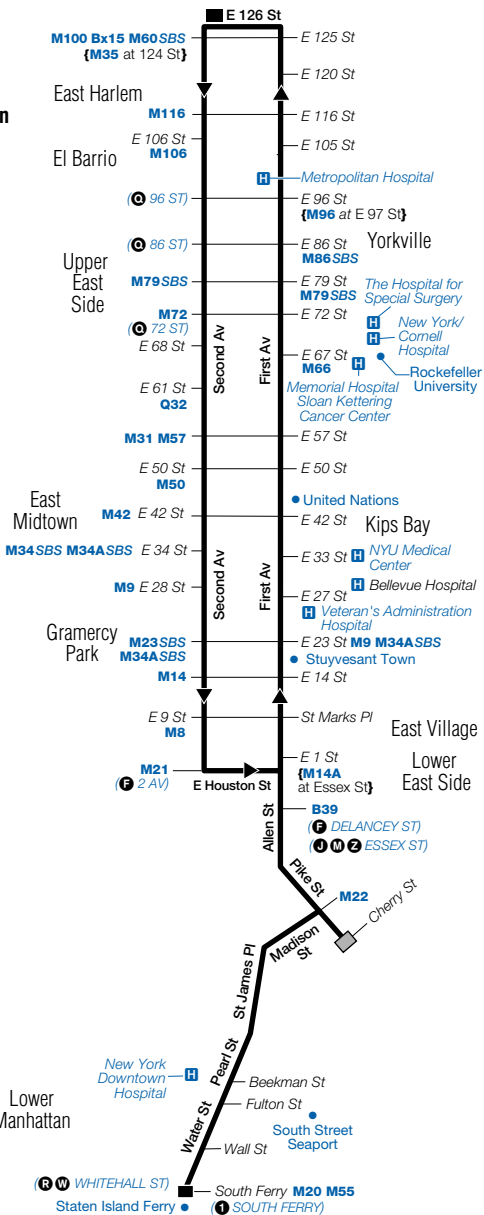 E 126 St
M100 Bx15 M60SBS
{M35 at 124 St}
E 125 St
E 120 St
East Harlem
n
M116
E 116 St
E 106 St
M106
E 105 St
El Barrio
H Metropolitan Hospital
(Q 96 ST)
E 96 St
{M96 at E 97 St}
(Q 86 ST)
E 86 St
M86SBS
Yorkville
Upper
East
Side
M79SBS
E 79 St
M79SBS
The Hospital for
Special Surgery
H
M72
(Q 72 ST)
E 72 St
New York/
Cornell
Hospital
H
E 68 St
Second Av
First Av
E 67 St
M66
H
Rockefeller
University
Memorial Hospital
Sloan Kettering
Cancer Center
E 61 St
Q32
M31 M57
E 57 St
E 50 St
M50
E 50 St
East
Midtown
United Nations
M42 E 42 St
E 42 St
Kips Bay
M34SBS M34ASBS E 34 St
E 33 St
H NYU Medical
Center
Second Av
First Av
M9 E 28 St
H Bellevue Hospital
E 27 St
H Veteran's Administration
Hospital
Gramercy
Park
M23SBS
M34ASBS
E 23 St M9 M34ASBS
Stuyvesant Town
M14
E 14 St
E 9 St
M8
St Marks Pl
East Village
E 1 St
{M14A
at Essex St}
Lower
East Side
M21
(F 2 AV)
E Houston St
Allen St
B39
(F DELANCEY ST)
(J M Z ESSEX ST)
Pike St
M22
Cherry St
Madison
St
St James Pl
Pearl St
New York
Downtown
Hospital
H
Beekman St
Fulton St
Lower
Manhattan
Water St
South Street
Seaport
Wall St
(R W WHITEHALL ST)
South Ferry M20 M55
Staten Island Ferry
(1 SOUTH FERRY)